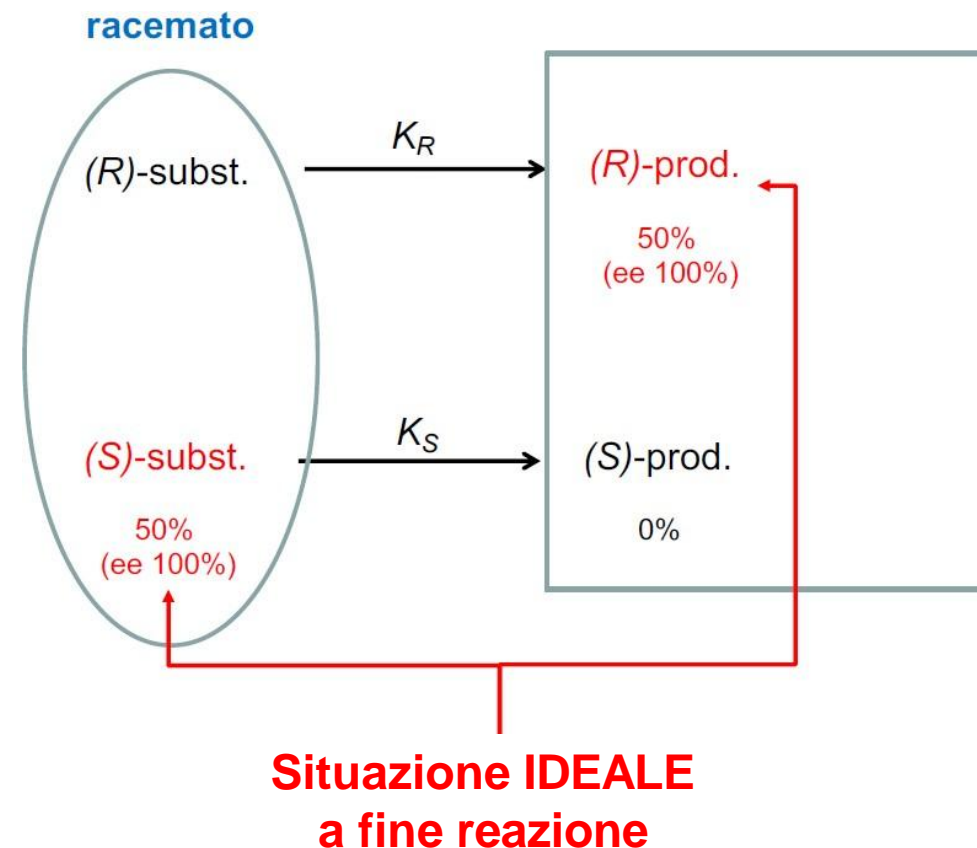 racemato
(R)-subst.
K_R
(R)-prod.
50%
(ee 100%)
(S)-subst.
K_S
(S)-prod.
50%
(ee 100%)
0%
Situazione IDEALE
a fine reazione